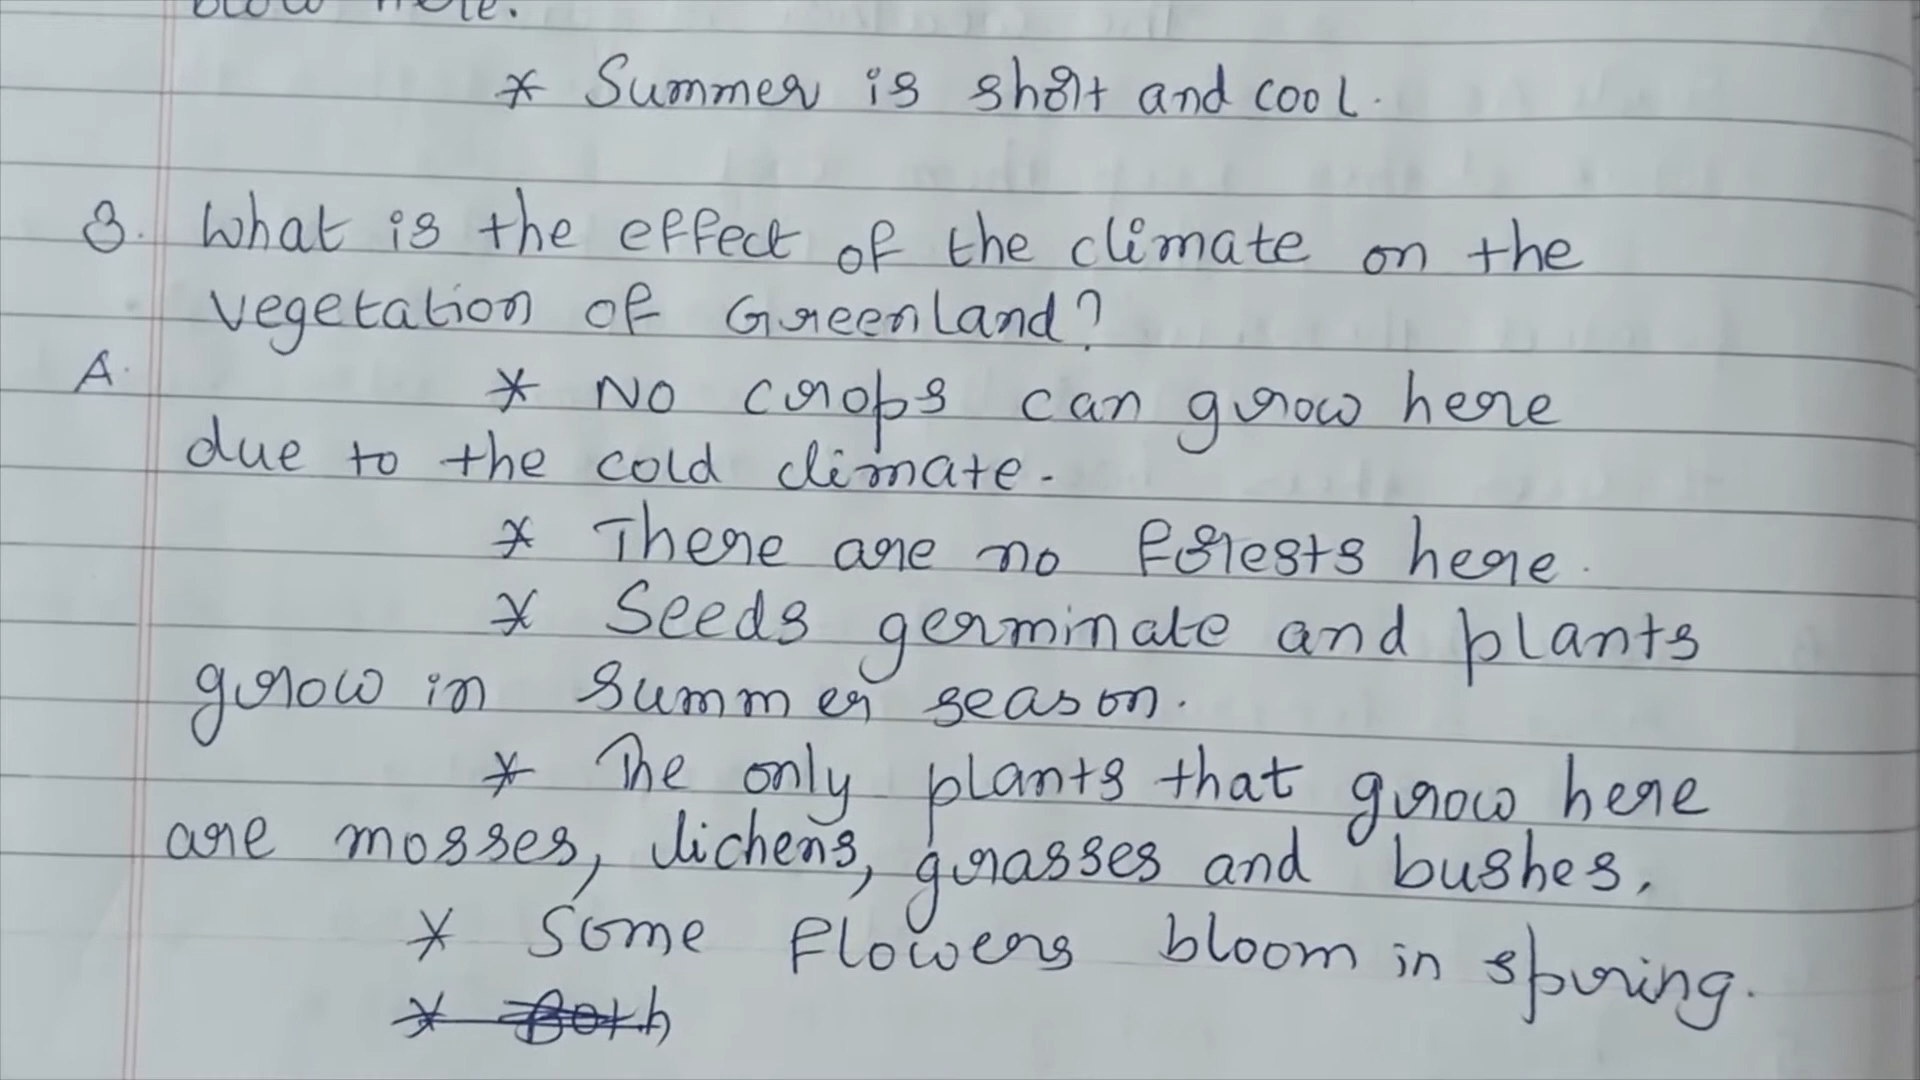 * Summer is short and cool.
3. What is the effect of the climate on the
vegetation of Greenland?
A. * No crops can grow here
due to the cold climate.
* There are no forests here.
* Seeds germinate and plants
grow in summer season.
* The only plants that grow here
are mosses, lichens, grasses and bushes.
* Some flowers bloom in spring.
* Both